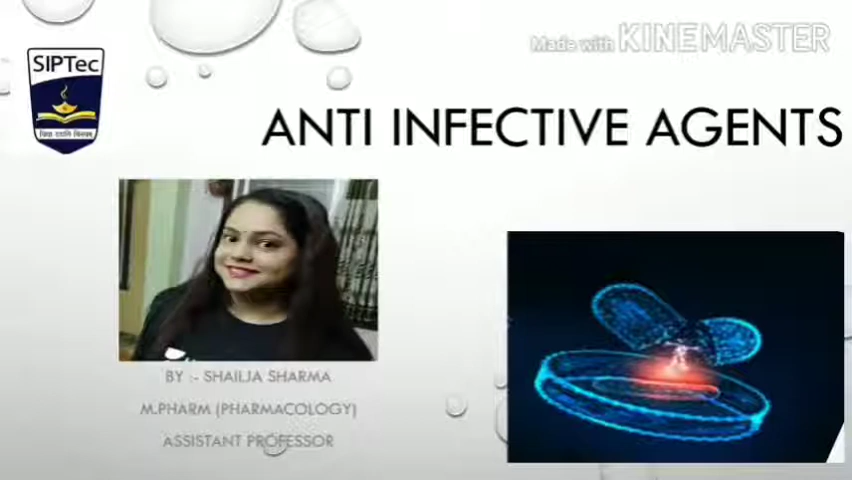 Made with KINEMASTER
SIPTec
ANTI INFECTIVE AGENTS
BY :- SHAILJA SHARMA
M.PHARM (PHARMACOLOGY)
ASSISTANT PROFESSOR